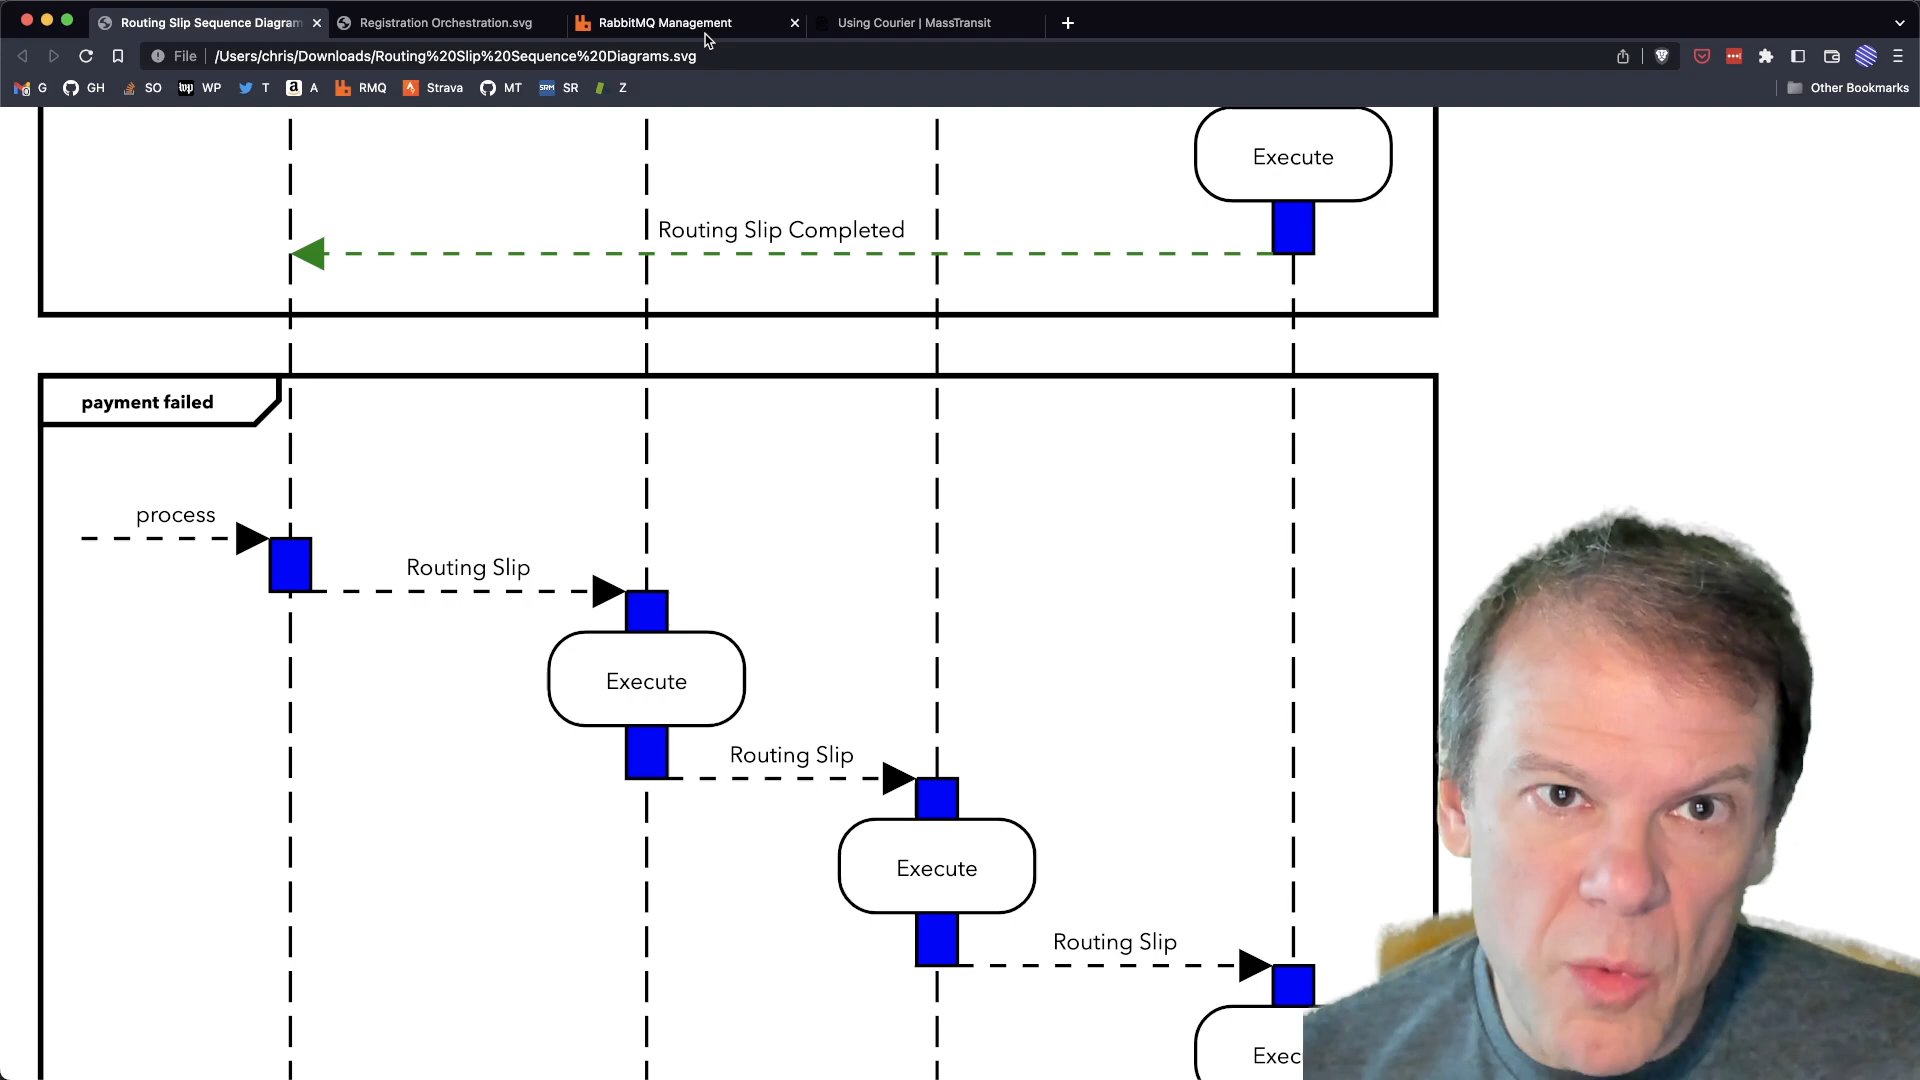 Routing Slip Sequence Diagram
Registration Orchestration.svg
RabbitMQ Management
Using Courier | MassTransit
File
/Users/chris/Downloads/Routing%20Slip%20Sequence%20Diagrams.svg
G
GH
SO
WP
T
A
RMQ
Strava
MT
SR
Z
Other Bookmarks
Execute
Routing Slip Completed
payment failed
process
Routing Slip
Execute
Routing Slip
Execute
Routing Slip
Exec